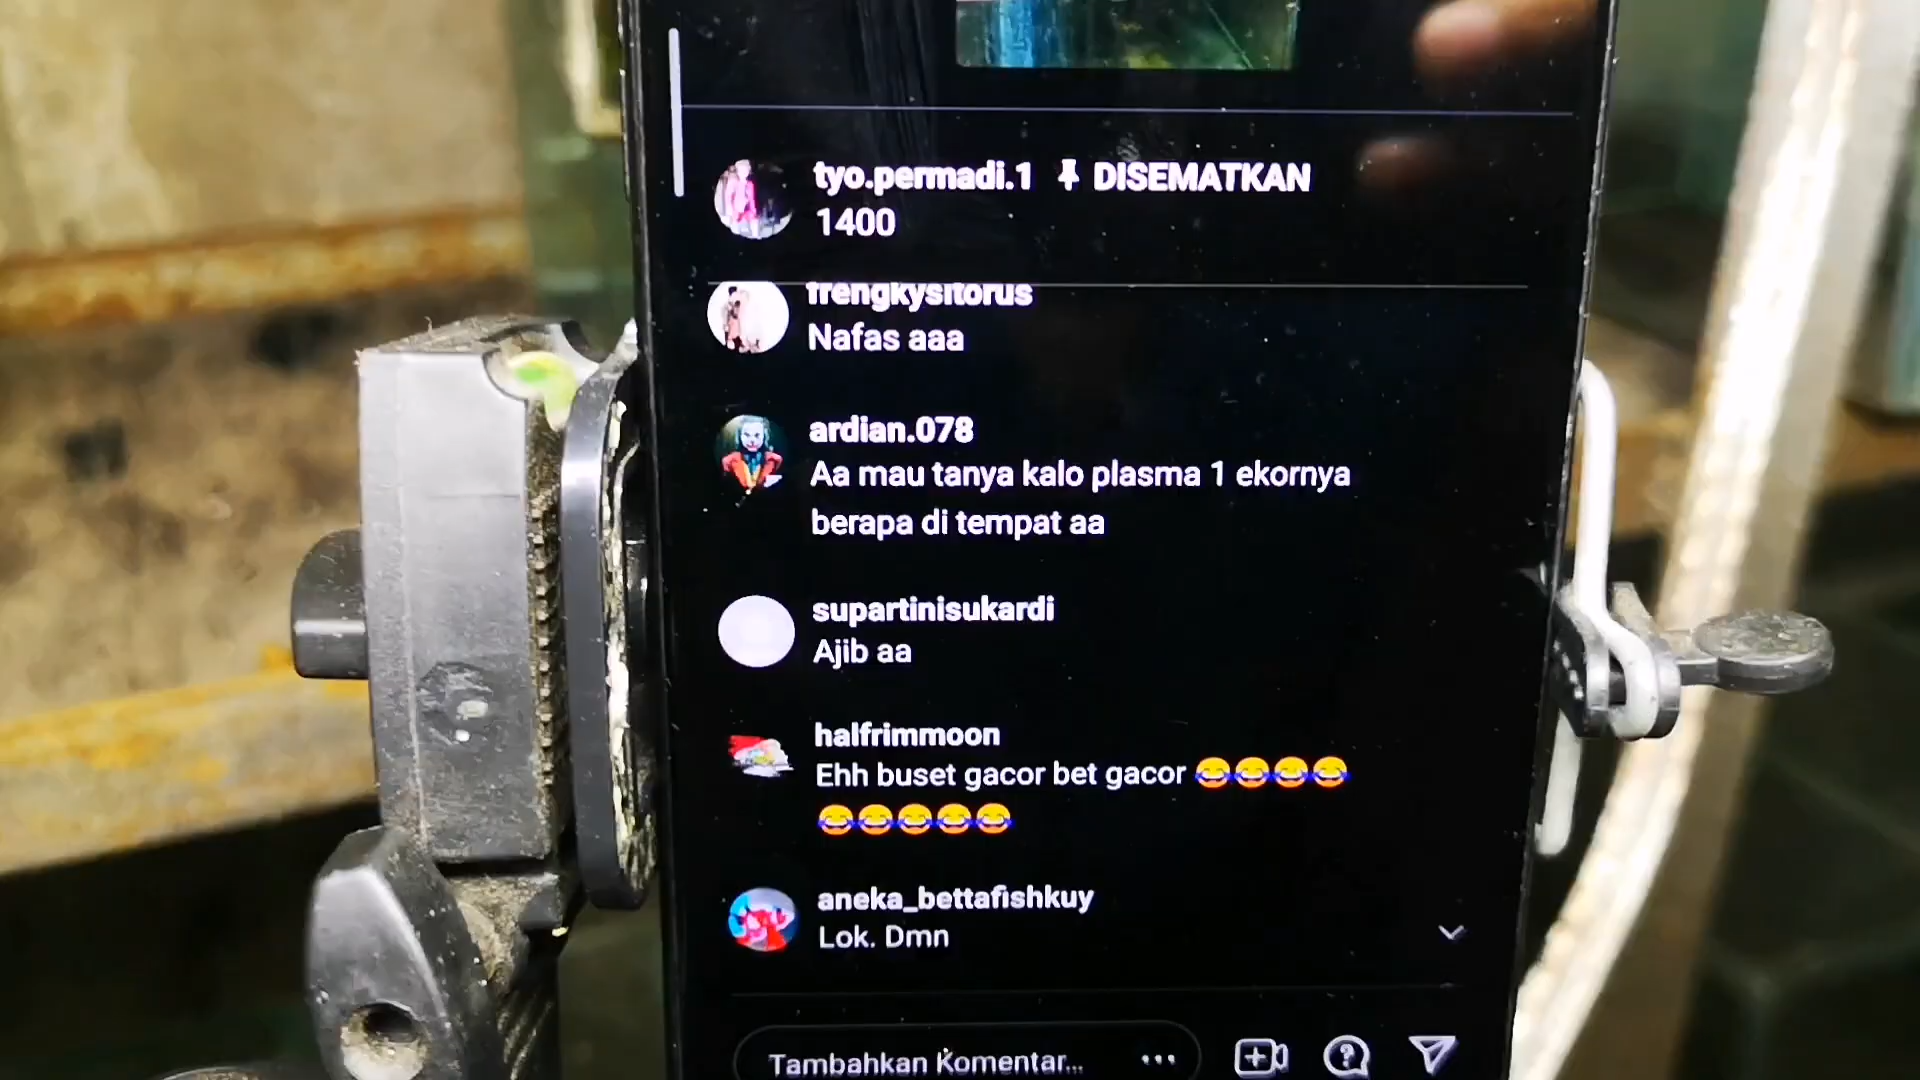 tyo.permadi.1 DISEMATKAN
1400
frengkysitorus
Nafas aaa
ardian.078
Aa mau tanya kalo plasma 1 ekornya
berapa di tempat aa
supartinisukardi
Ajib aa
halfrimmoon
Ehh buset gacor bet gacor 😂😂😂😂
😂😂😂😂😂
aneka_bettafishkuy
Lok. Dmn
Tambahkan Komentar...